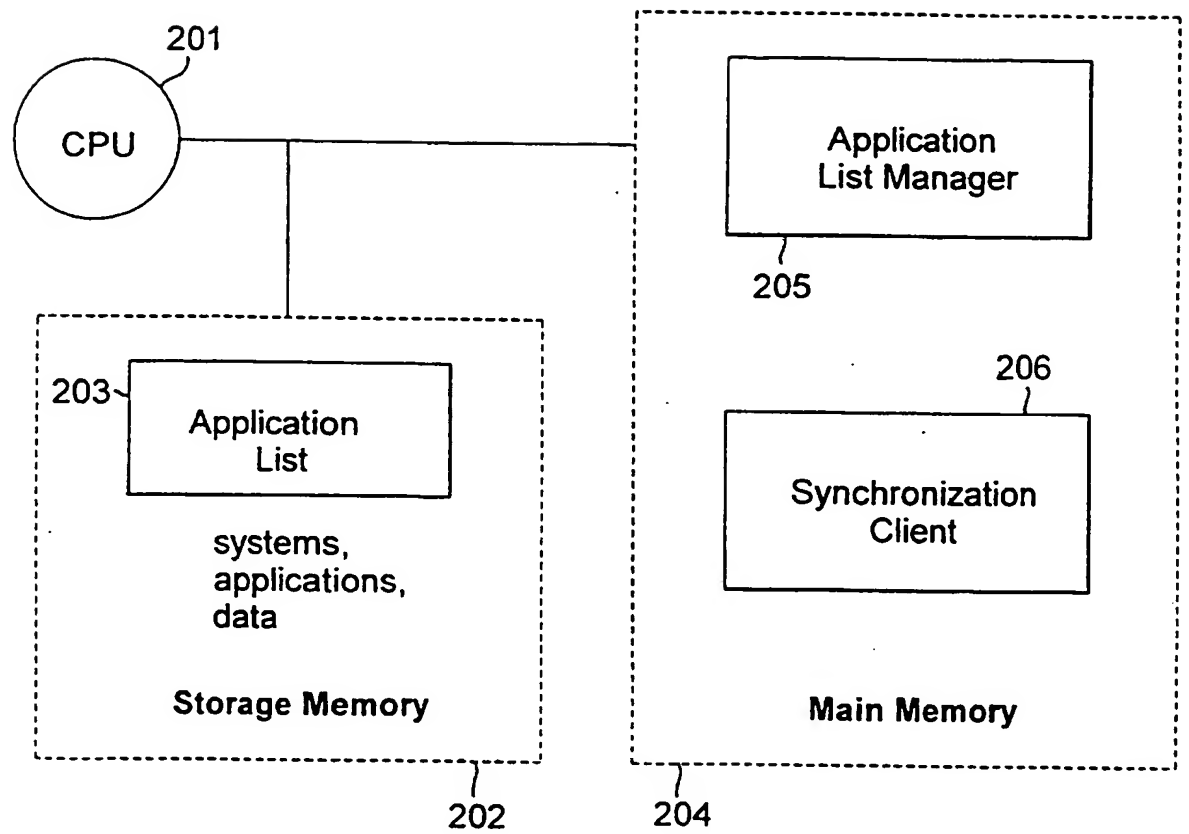 201
CPU
Application
List Manager
205
203
Application
List
systems,
applications,
data
Storage Memory
202
206
Synchronization
Client
Main Memory
204